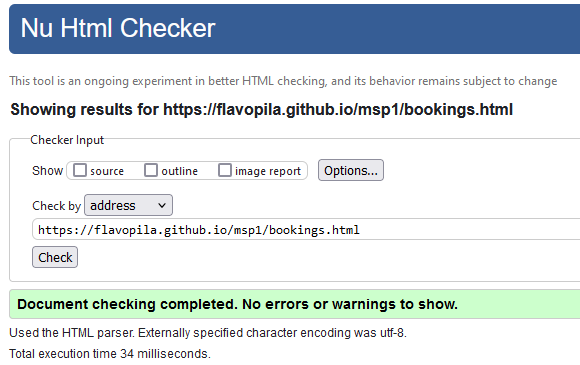 Nu Html Checker
This tool is an ongoing experiment in better HTML checking, and its behavior remains subject to change
Showing results for https://flavopila.github.io/msp1/bookings.html
Checker Input
Show source outline image report Options...
Check by address
https://flavopila.github.io/msp1/bookings.html
Check
Document checking completed. No errors or warnings to show.
Used the HTML parser. Externally specified character encoding was utf-8.
Total execution time 34 milliseconds.